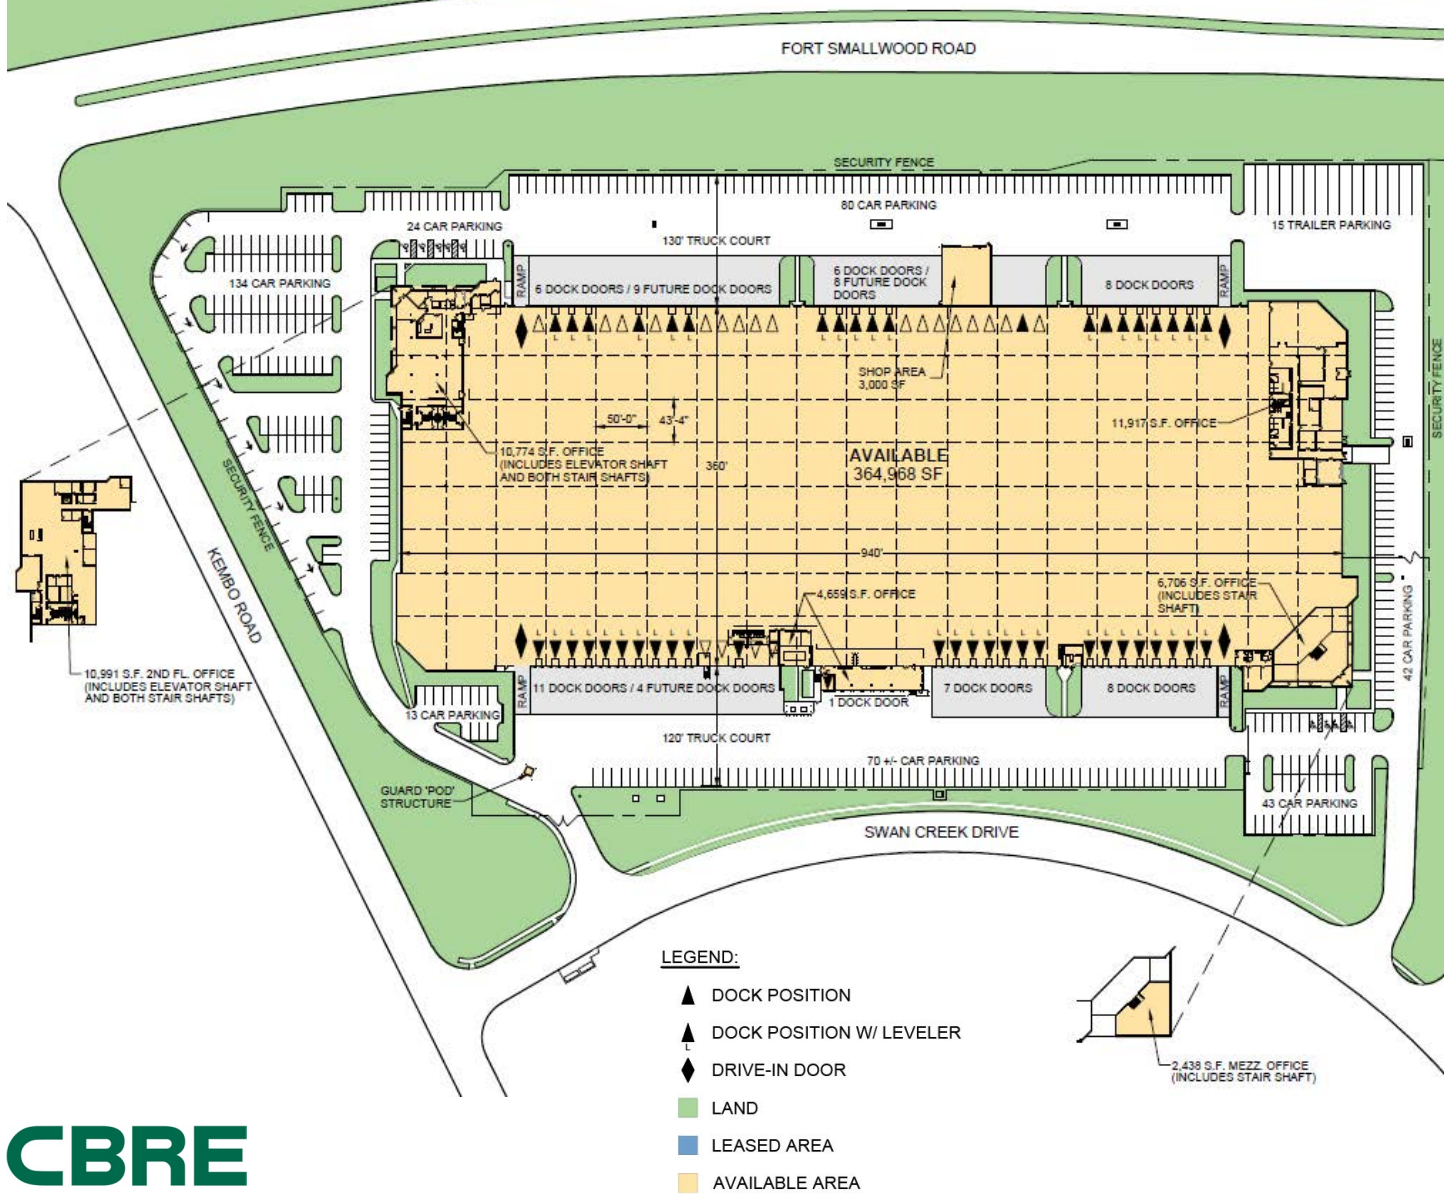 FORT SMALLWOOD ROAD
SECURITY FENCE
80 CAR PARKING
24 CAR PARKING
15 TRAILER PARKING
130' TRUCK COURT
134 CAR PARKING
RAMP
6 DOCK DOORS / 9 FUTURE DOCK DOORS
6 DOCK DOORS /
8 FUTURE DOCK
DOORS
8 DOCK DOORS
RAMP
SECURITY FENCE
SHOP AREA
3,000 SF
50'-0"
43'-4"
11,917 S.F. OFFICE
10,774 S.F. OFFICE
(INCLUDES ELEVATOR SHAFT
AND BOTH STAIR SHAFTS)
360'
AVAILABLE
364,968 SF
SECURITY FENCE
KEMBO ROAD
940'
4,659 S.F. OFFICE
6,706 S.F. OFFICE
(INCLUDES STAIR
SHAFT)
42 CAR PARKING
10,991 S.F. 2ND FL. OFFICE
(INCLUDES ELEVATOR SHAFT
AND BOTH STAIR SHAFTS)
RAMP
11 DOCK DOORS / 4 FUTURE DOCK DOORS
1 DOCK DOOR
7 DOCK DOORS
8 DOCK DOORS
RAMP
13 CAR PARKING
120' TRUCK COURT
70 +/- CAR PARKING
GUARD 'POD'
STRUCTURE
43 CAR PARKING
SWAN CREEK DRIVE
LEGEND:
DOCK POSITION
DOCK POSITION W/ LEVELER
L
DRIVE-IN DOOR
LAND
LEASED AREA
AVAILABLE AREA
2,438 S.F. MEZZ. OFFICE
(INCLUDES STAIR SHAFT)
CBRE